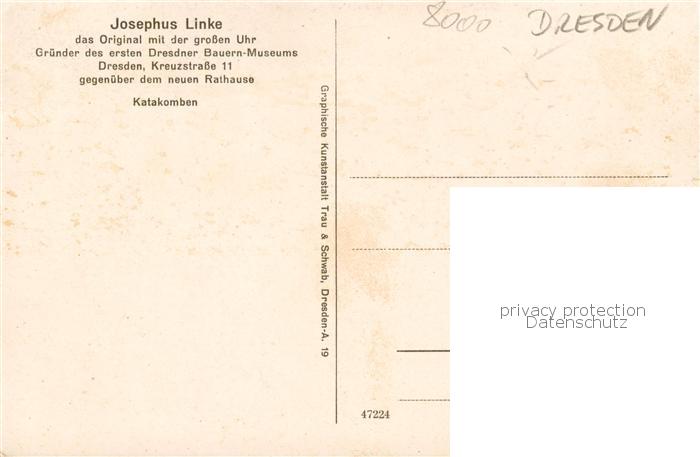 Josephus Linke
das Original mit der großen Uhr
Gründer des ersten Dresdner Bauern-Museums
Dresden, Kreuzstraße 11
gegenüber dem neuen Rathause
Katakomben
Graphische Kunstanstalt Trau & Schwab, Dresden-A. 19
8000 DRESDEN
47224
privacy protection
Datenschutz